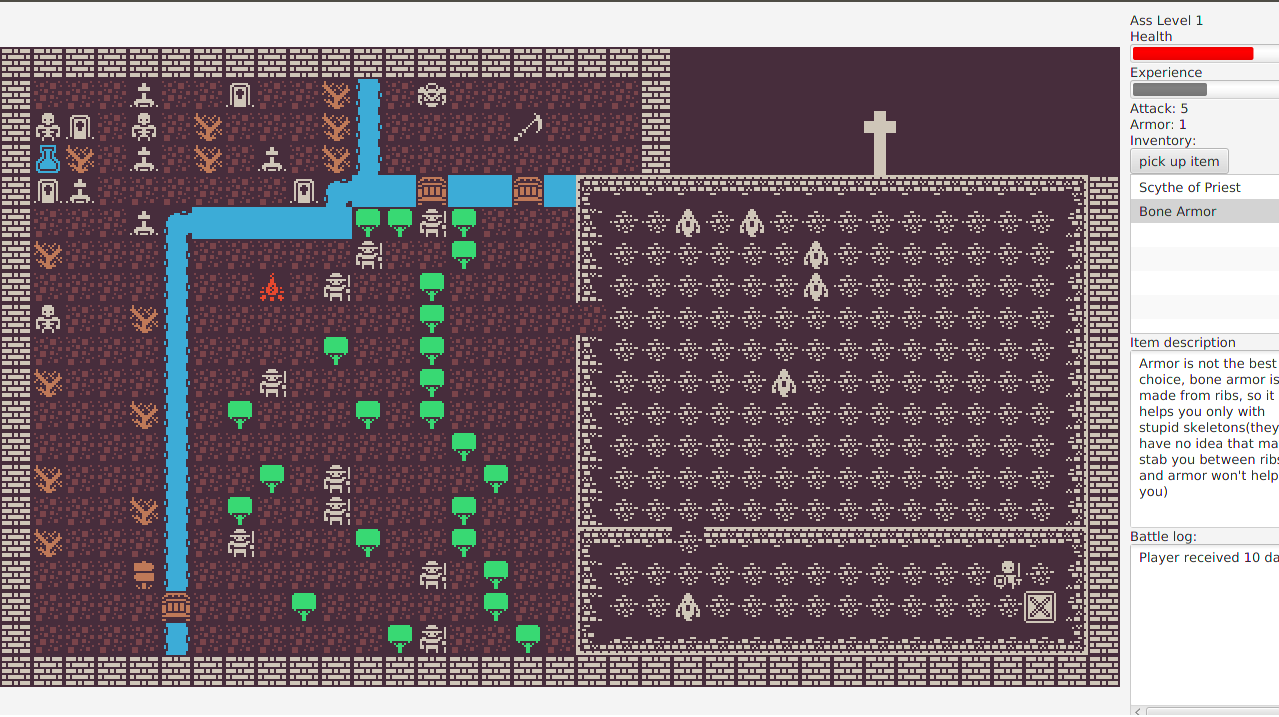 Ass Level 1
Health
Experience
Attack: 5
Armor: 1
Inventory:
pick up item
Scythe of Priest
Bone Armor
Item description
Armor is not the best
choice, bone armor is
made from ribs, so it
helps you only with
stupid skeletons(they
have no idea that ma
stab you between ribs
and armor won't help
you)
Battle log:
Player received 10 da